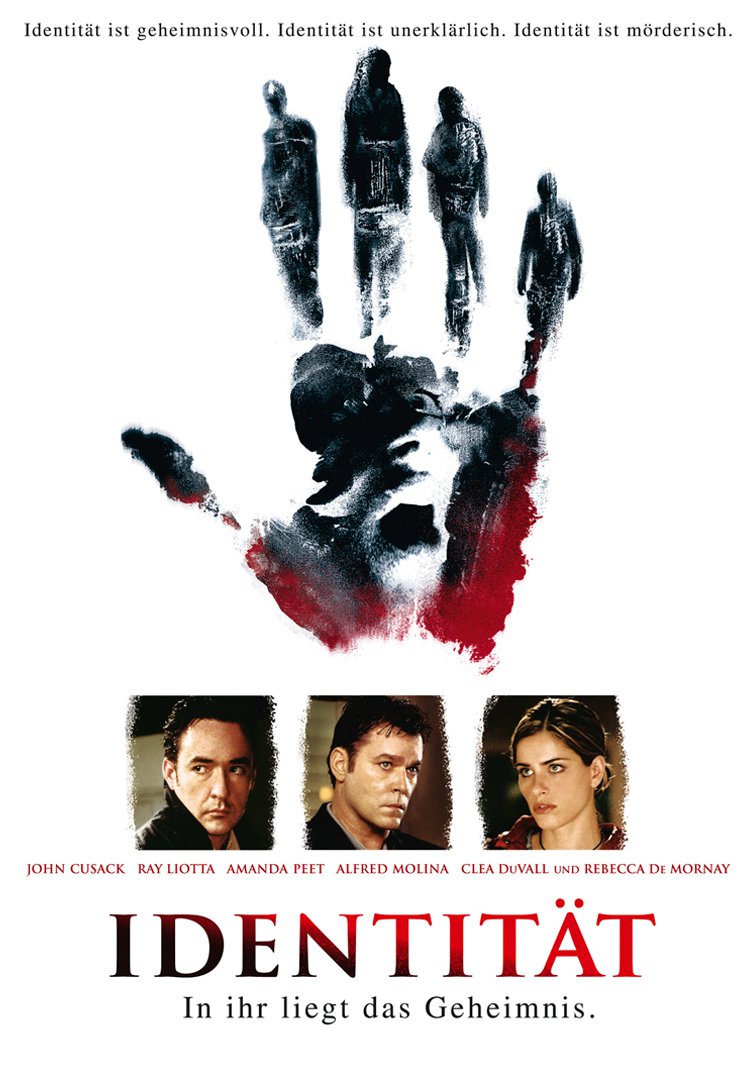 Identität ist geheimnisvoll. Identität ist unerklärlich. Identität ist mörderisch.
JOHN CUSACK RAY LIOTTA AMANDA PEET ALFRED MOLINA CLEA DUVALL UND REBECCA DE MORNAY
IDENTITÄT
In ihr liegt das Geheimnis.